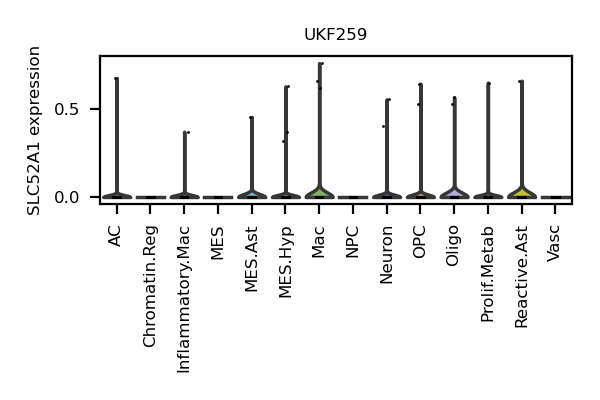 UKF259
SLC52A1 expression
0.5
0.0
AC
Chromatin.Reg
Inflammatory.Mac
MES
MES.Ast
MES.Hyp
Mac
NPC
Neuron
OPC
Oligo
Prolif.Metab
Reactive.Ast
Vasc